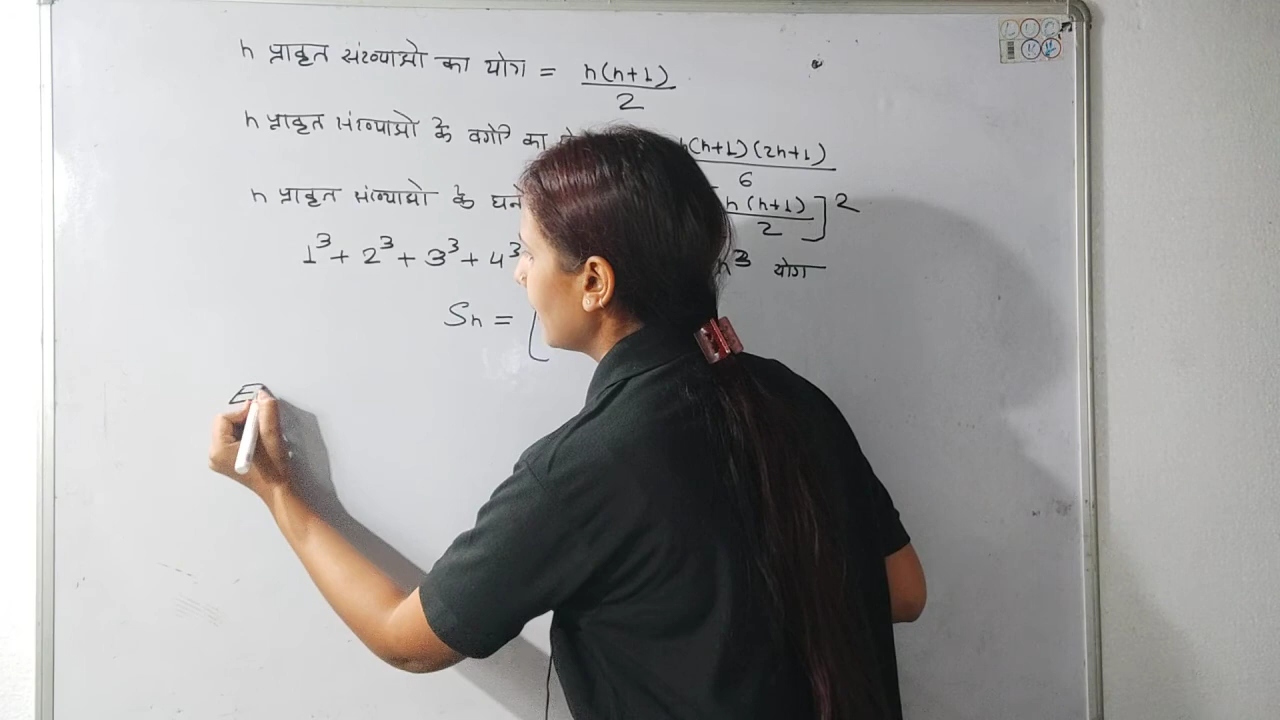 n प्राकृत संख्याओ का योग = n(n+1)/2
n प्राकृत संख्याओ के वर्गो का (n+1)(2n+1)/6
n प्राकृत संख्याओ के घनो n(n+1)/2]²
1³+2³+3³+4³ n³ योग
Sn = [
E